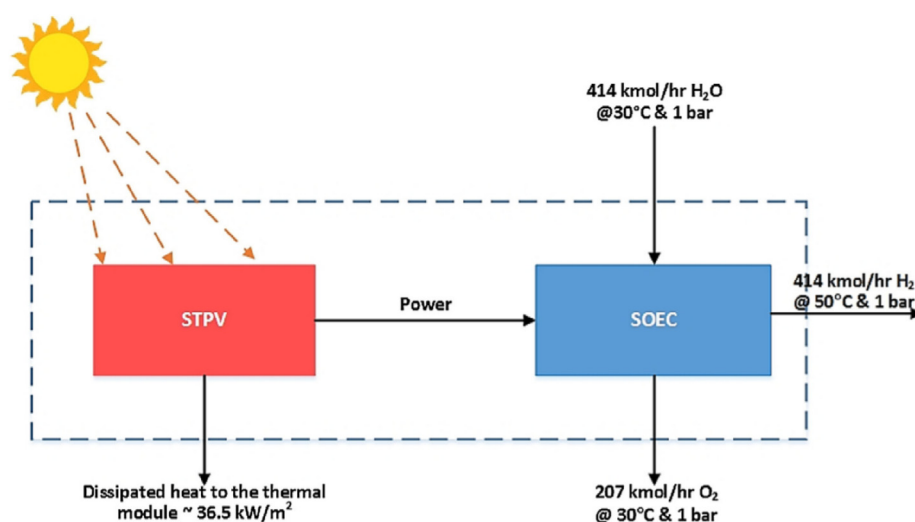 414 kmol/hr H₂O
@30°C & 1 bar
414 kmol/hr H₂
@ 50°C & 1 bar
STPV
Power
SOEC
Dissipated heat to the thermal
module ~ 36.5 kW/m²
207 kmol/hr O₂
@ 30°C & 1 bar